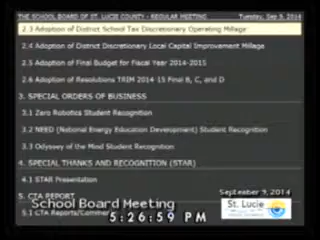 THE SCHOOL BOARD OF ST. LUCIE COUNTY - REGULAR MEETING Tuesday, Sep 9, 2014
2.3 Adoption of District School Tax Discretionary Operating Millage
2.4 Adoption of District Discretionary Local Capital Improvement Millage
2.5 Adoption of Final Budget for Fiscal Year 2014-2015
2.6 Adoption of Resolutions TRIM 2014-15 Final B, C, and D
3. SPECIAL ORDERS OF BUSINESS
3.1 Zero Robotics Student Recognition
3.2 NEED (National Energy Education Development) Student Recognition
3.3 Odyssey of the Mind Student Recognition
4. SPECIAL THANKS AND RECOGNITION (STAR)
4.1 STAR Presentation
5. CTA REPORT
September 9, 2014
School Board Meeting
St. Lucie
5.1 CTA Reports/Comments
5:26:59 PM